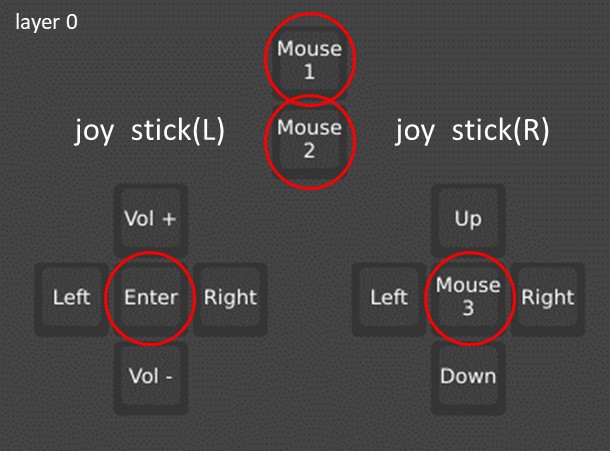 layer 0
Mouse
1
Mouse
2
joy stick(L)
joy stick(R)
Vol +
Left
Enter
Right
Vol -
Up
Left
Mouse
3
Right
Down